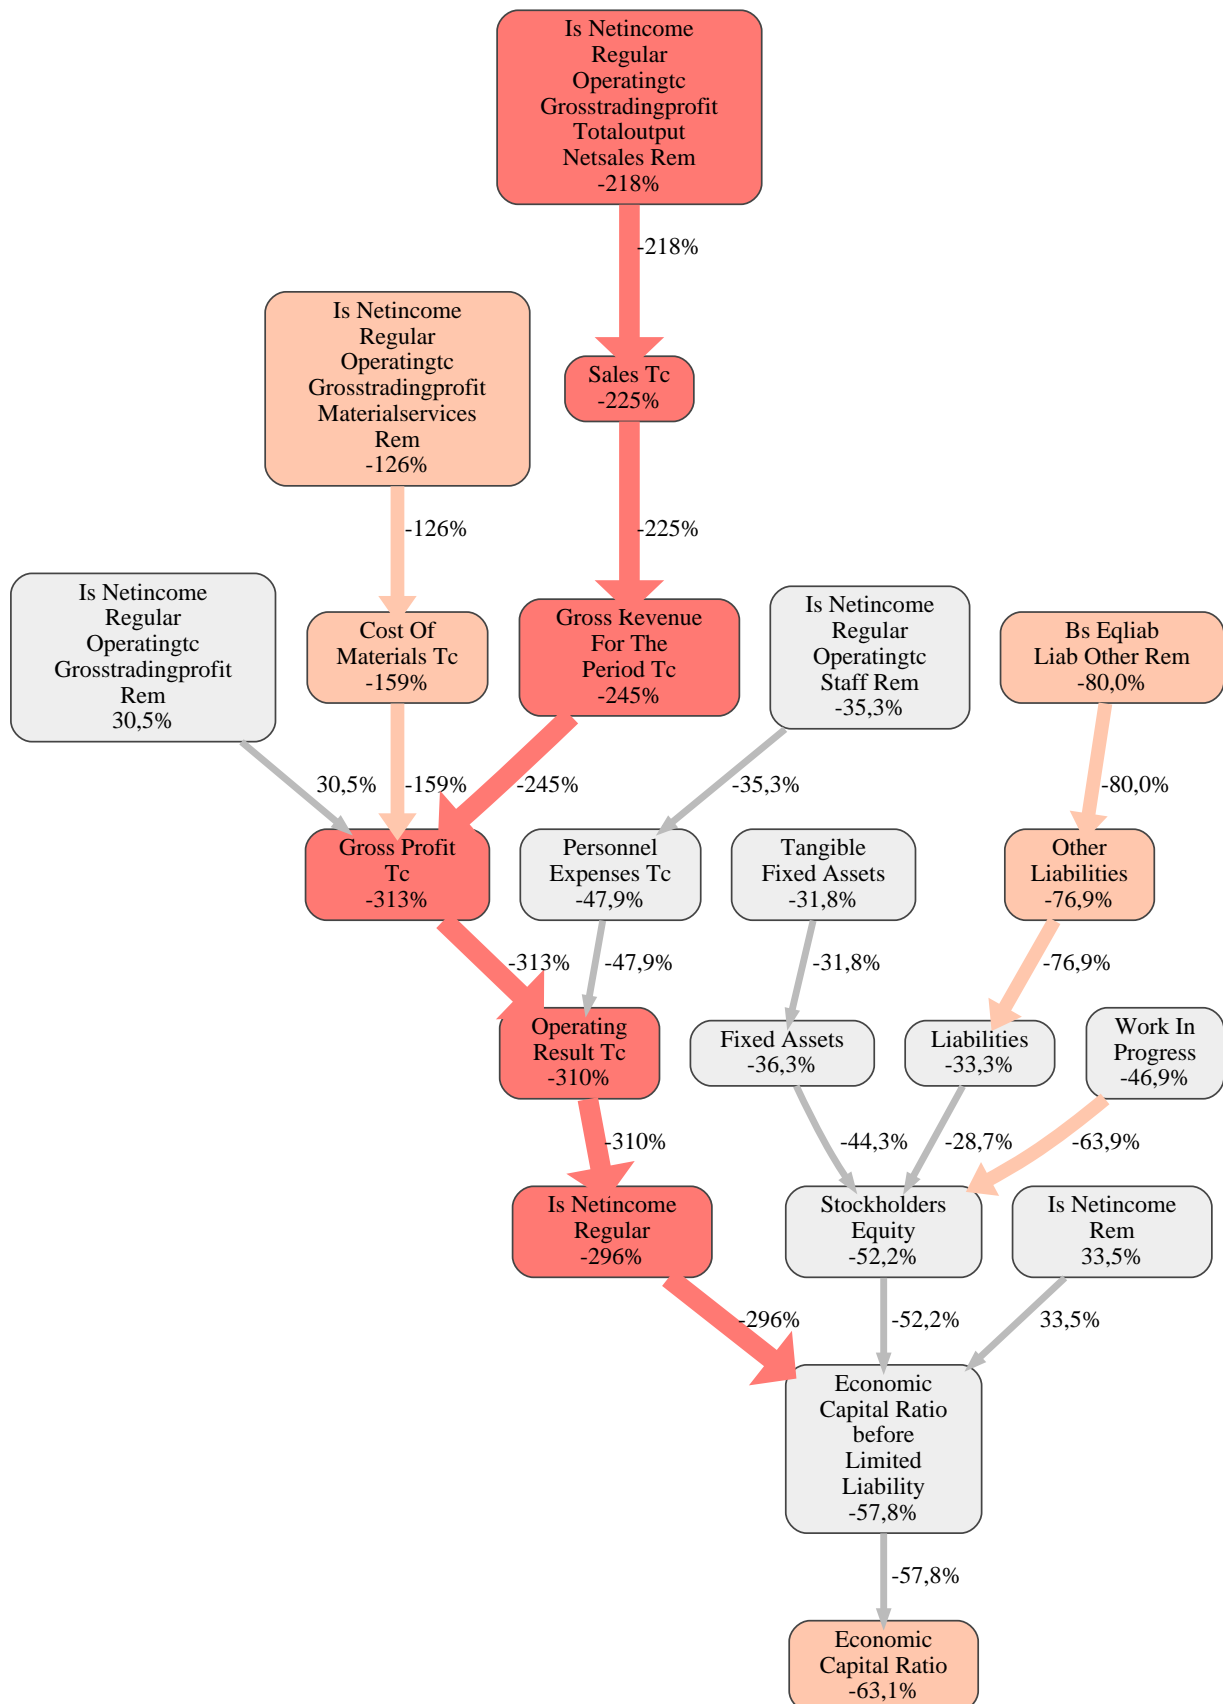 Is Netincome
Regular
Operatingtc
Grosstradingprofit
Totaloutput
Netsales Rem
-218%
-218%
Is Netincome
Regular
Operatingtc
Grosstradingprofit
Materialservices
Rem
-126%
Sales Tc
-225%
-126%
-225%
Is Netincome
Regular
Operatingtc
Grosstradingprofit
Rem
30,5%
Cost Of
Materials Tc
-159%
Gross Revenue
For The
Period Tc
-245%
Is Netincome
Regular
Operatingtc
Staff Rem
-35,3%
Bs Eqliab
Liab Other Rem
-80,0%
30,5%
-159%
-245%
-35,3%
-80,0%
Gross Profit
Tc
-313%
Personnel
Expenses Tc
-47,9%
Tangible
Fixed Assets
-31,8%
Other
Liabilities
-76,9%
-313%
-47,9%
-31,8%
-76,9%
Operating
Result Tc
-310%
Fixed Assets
-36,3%
Liabilities
-33,3%
Work In
Progress
-46,9%
-310%
-44,3%
-28,7%
-63,9%
Is Netincome
Regular
-296%
Stockholders
Equity
-52,2%
Is Netincome
Rem
33,5%
-296%
-52,2%
33,5%
Economic
Capital Ratio
before
Limited
Liability
-57,8%
-57,8%
Economic
Capital Ratio
-63,1%